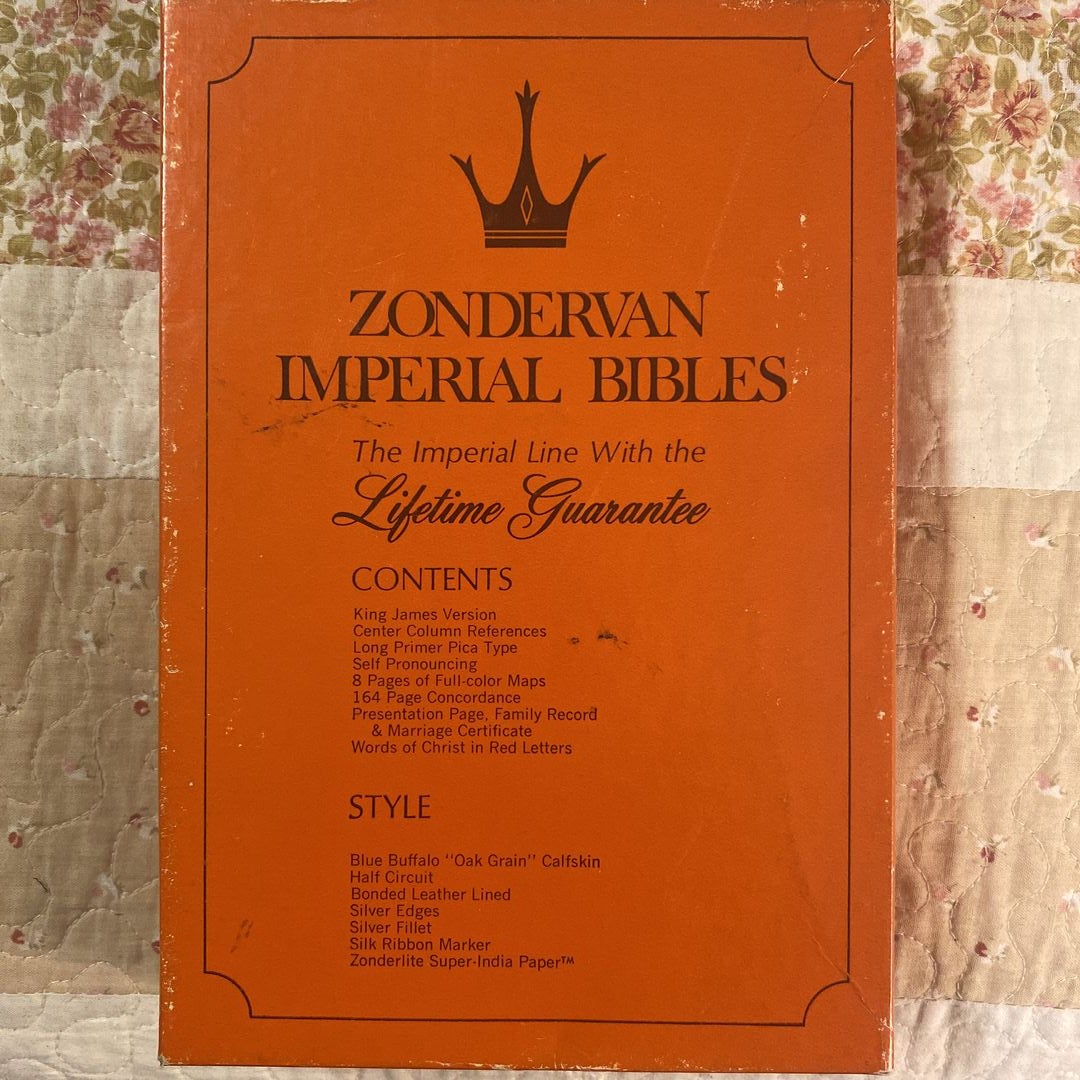 ZONDERVAN
IMPERIAL BIBLES
The Imperial Line With the
Lifetime Guarantee
CONTENTS
King James Version
Center Column References
Long Primer Pica Type
Self Pronouncing
8 Pages of Full-color Maps
164 Page Concordance
Presentation Page, Family Record
& Marriage Certificate
Words of Christ in Red Letters
STYLE
Blue Buffalo "Oak Grain" Calfskin
Half Circuit
Bonded Leather Lined
Silver Edges
Silver Fillet
Silk Ribbon Marker
Zonderlite Super-India Paper™